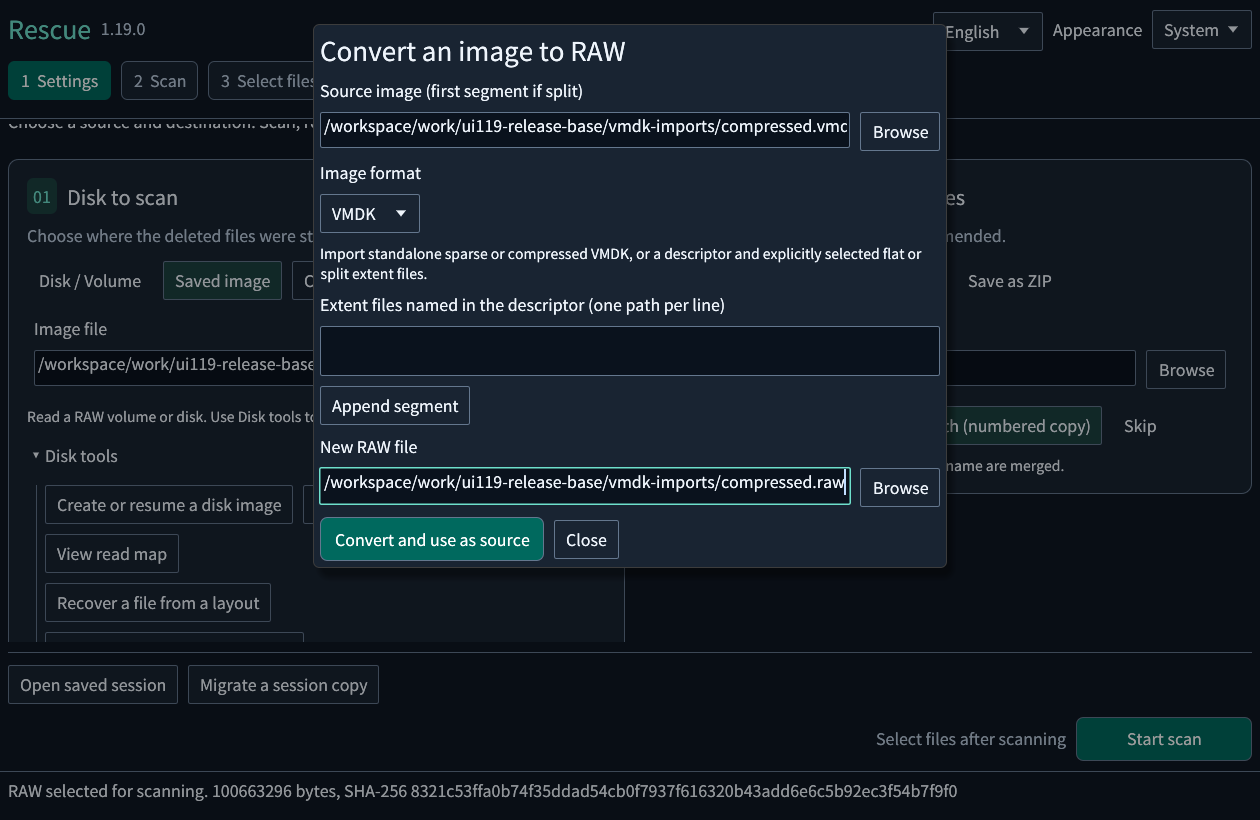 Rescue 1.19.0
English
Appearance
System
1 Settings
2 Scan
3 Select files
Convert an image to RAW
Source image (first segment if split)
/workspace/work/ui119-release-base/vmdk-imports/compressed.vmd
Browse
Image format
VMDK
Import standalone sparse or compressed VMDK, or a descriptor and explicitly selected flat or
split extent files.
Extent files named in the descriptor (one path per line)
Append segment
New RAW file
/workspace/work/ui119-release-base/vmdk-imports/compressed.raw
Browse
Convert and use as source
Close
Choose a source and destination. Scan,
01 Disk to scan
Choose where the deleted files were
Disk / Volume
Saved image
Image file
/workspace/work/ui119-release-base
Read a RAW volume or disk. Use Disk tools
Disk tools
Create or resume a disk image
View read map
Recover a file from a layout
Save as ZIP
Browse
(numbered copy)
Skip
name are merged.
Open saved session
Migrate a session copy
Select files after scanning
Start scan
RAW selected for scanning. 100663296 bytes, SHA-256 8321c53ffa0b74f35ddad54cb0f7937f616320b43add6e6c5b92ec3f54b7f9f0